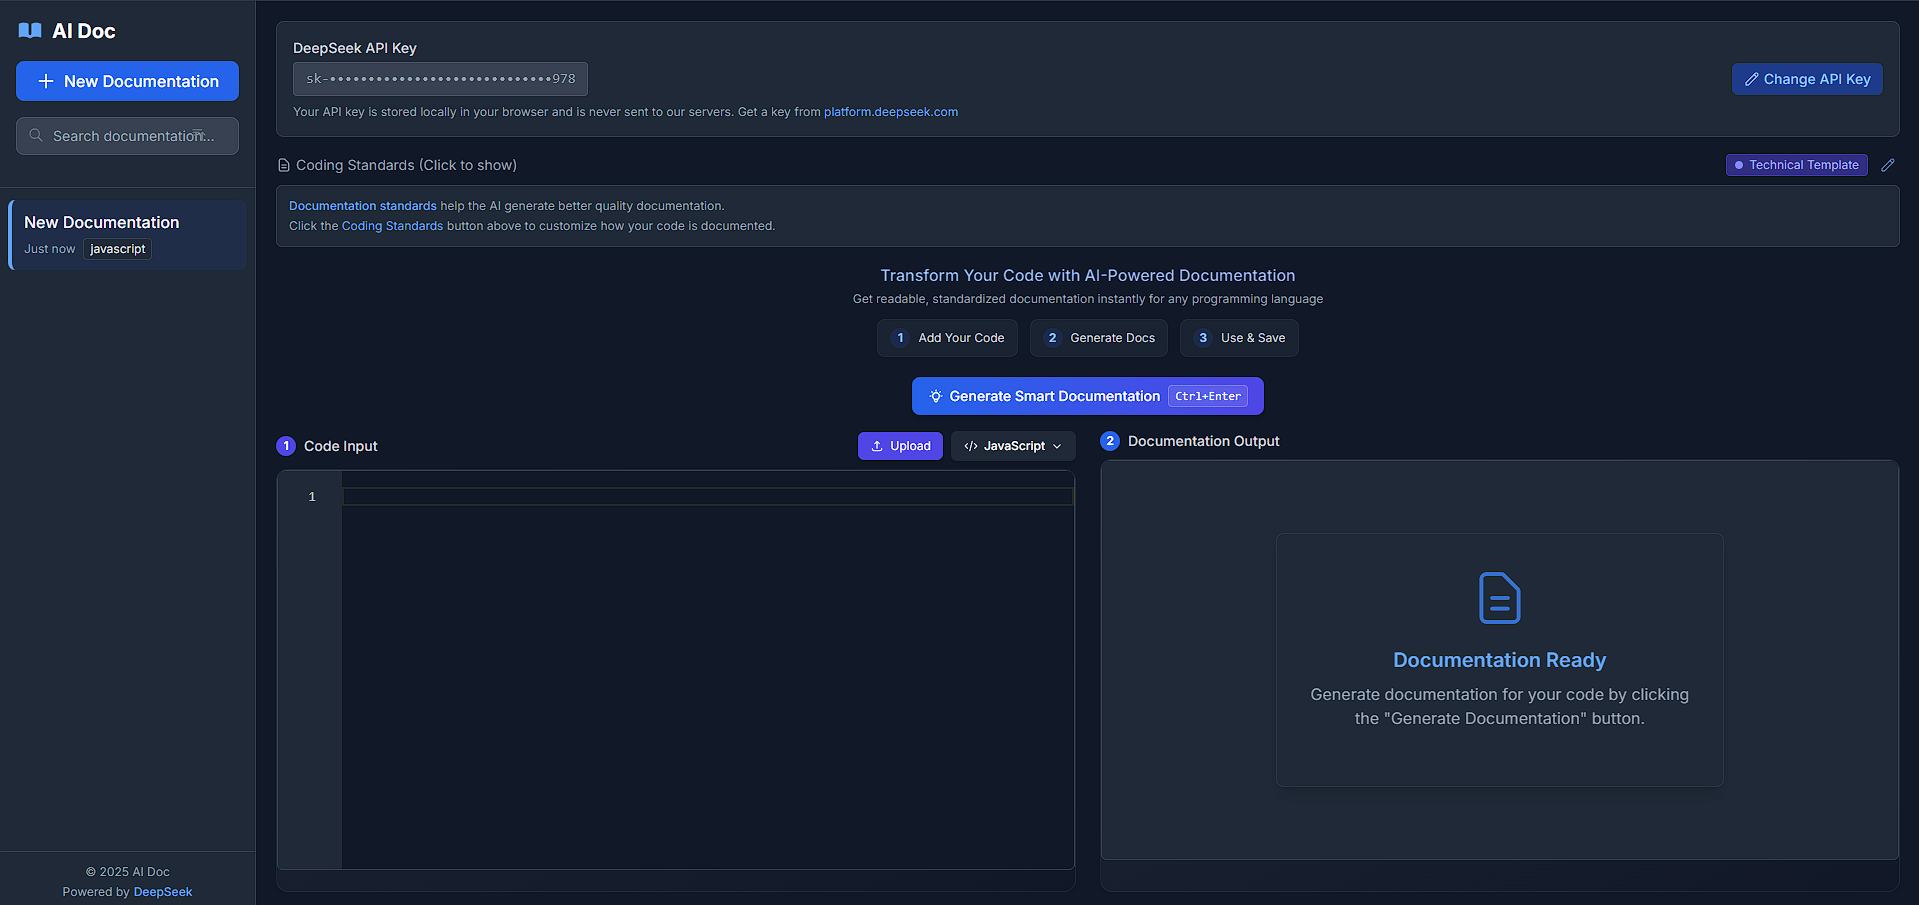 AI Doc
New Documentation
Search documentation...
New Documentation
Just now javascript
© 2025 AI Doc
Powered by DeepSeek
DeepSeek API Key
sk-•••••••••••••••••••••••••••••978
Your API key is stored locally in your browser and is never sent to our servers. Get a key from platform.deepseek.com
Change API Key
Coding Standards (Click to show)
Technical Template
Documentation standards help the AI generate better quality documentation.
Click the Coding Standards button above to customize how your code is documented.
Transform Your Code with AI-Powered Documentation
Get readable, standardized documentation instantly for any programming language
1 Add Your Code
2 Generate Docs
3 Use & Save
Generate Smart Documentation Ctrl+Enter
1 Code Input
Upload
</> JavaScript
1
2 Documentation Output
Documentation Ready
Generate documentation for your code by clicking
the "Generate Documentation" button.